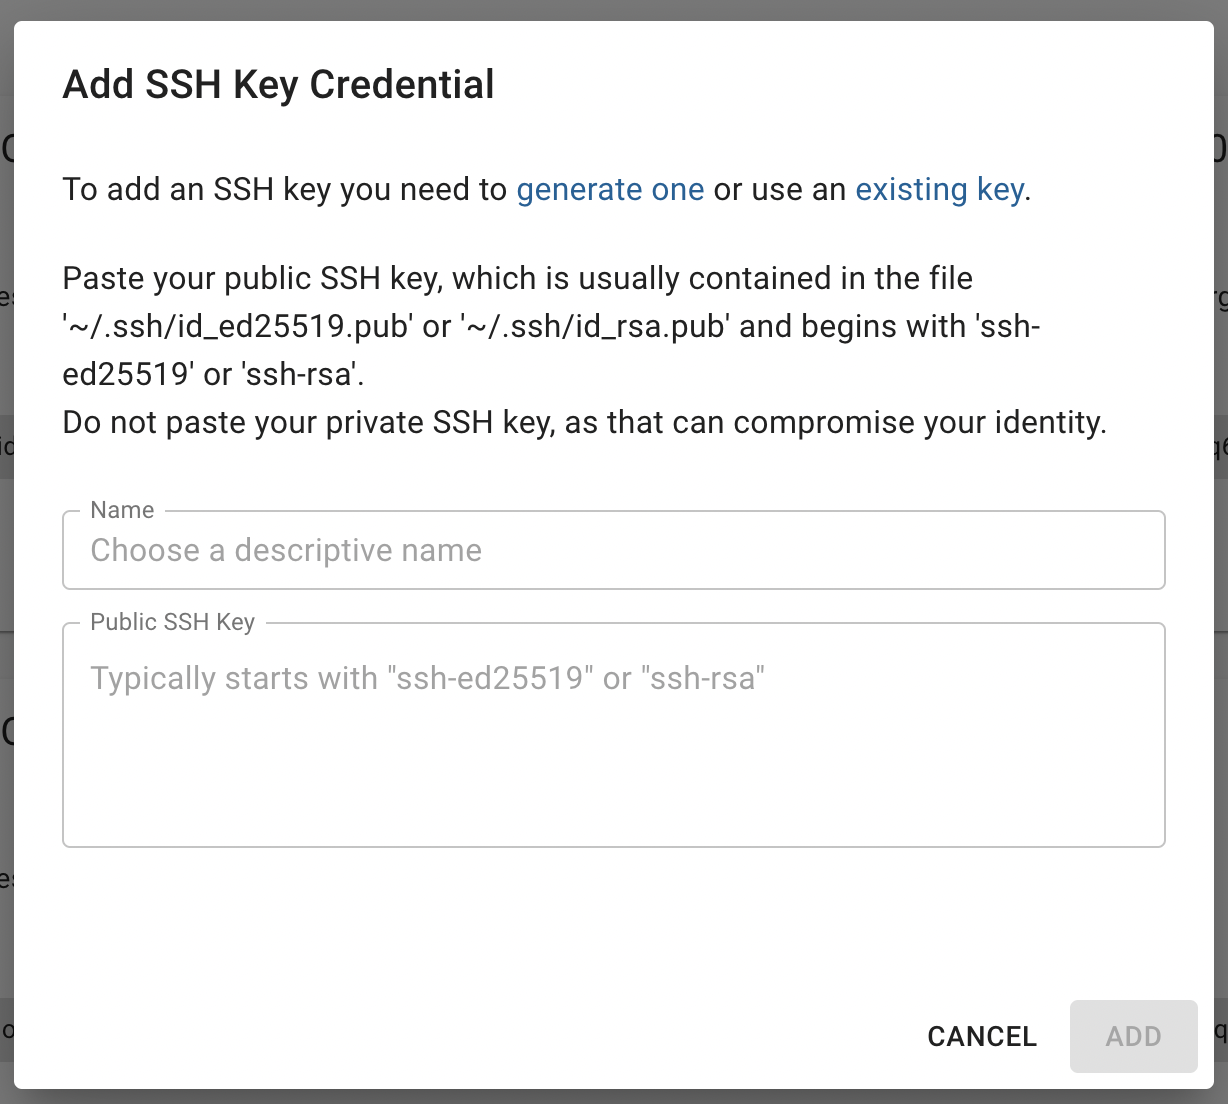 Add SSH Key Credential
To add an SSH key you need to generate one or use an existing key.
Paste your public SSH key, which is usually contained in the file
'~/.ssh/id_ed25519.pub' or '~/.ssh/id_rsa.pub' and begins with 'ssh-
ed25519' or 'ssh-rsa'.
Do not paste your private SSH key, as that can compromise your identity.
Name
Choose a descriptive name
Public SSH Key
Typically starts with "ssh-ed25519" or "ssh-rsa"
CANCEL ADD